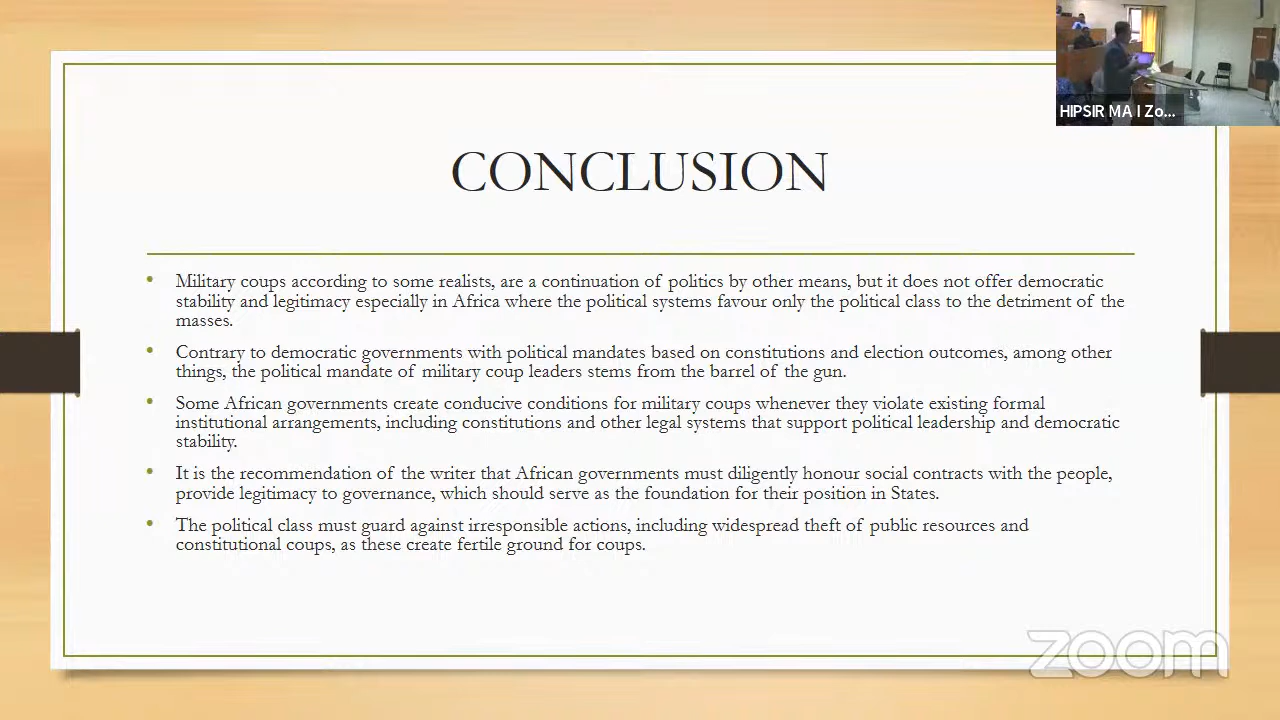 HIPSIR MA I Zo...
CONCLUSION
• Military coups according to some realists, are a continuation of politics by other means, but it does not offer democratic
stability and legitimacy especially in Africa where the political systems favour only the political class to the detriment of the
masses.
• Contrary to democratic governments with political mandates based on constitutions and election outcomes, among other
things, the political mandate of military coup leaders stems from the barrel of the gun.
• Some African governments create conducive conditions for military coups whenever they violate existing formal
institutional arrangements, including constitutions and other legal systems that support political leadership and democratic
stability.
• It is the recommendation of the writer that African governments must diligently honour social contracts with the people,
provide legitimacy to governance, which should serve as the foundation for their position in States.
• The political class must guard against irresponsible actions, including widespread theft of public resources and
constitutional coups, as these create fertile ground for coups.
zoom